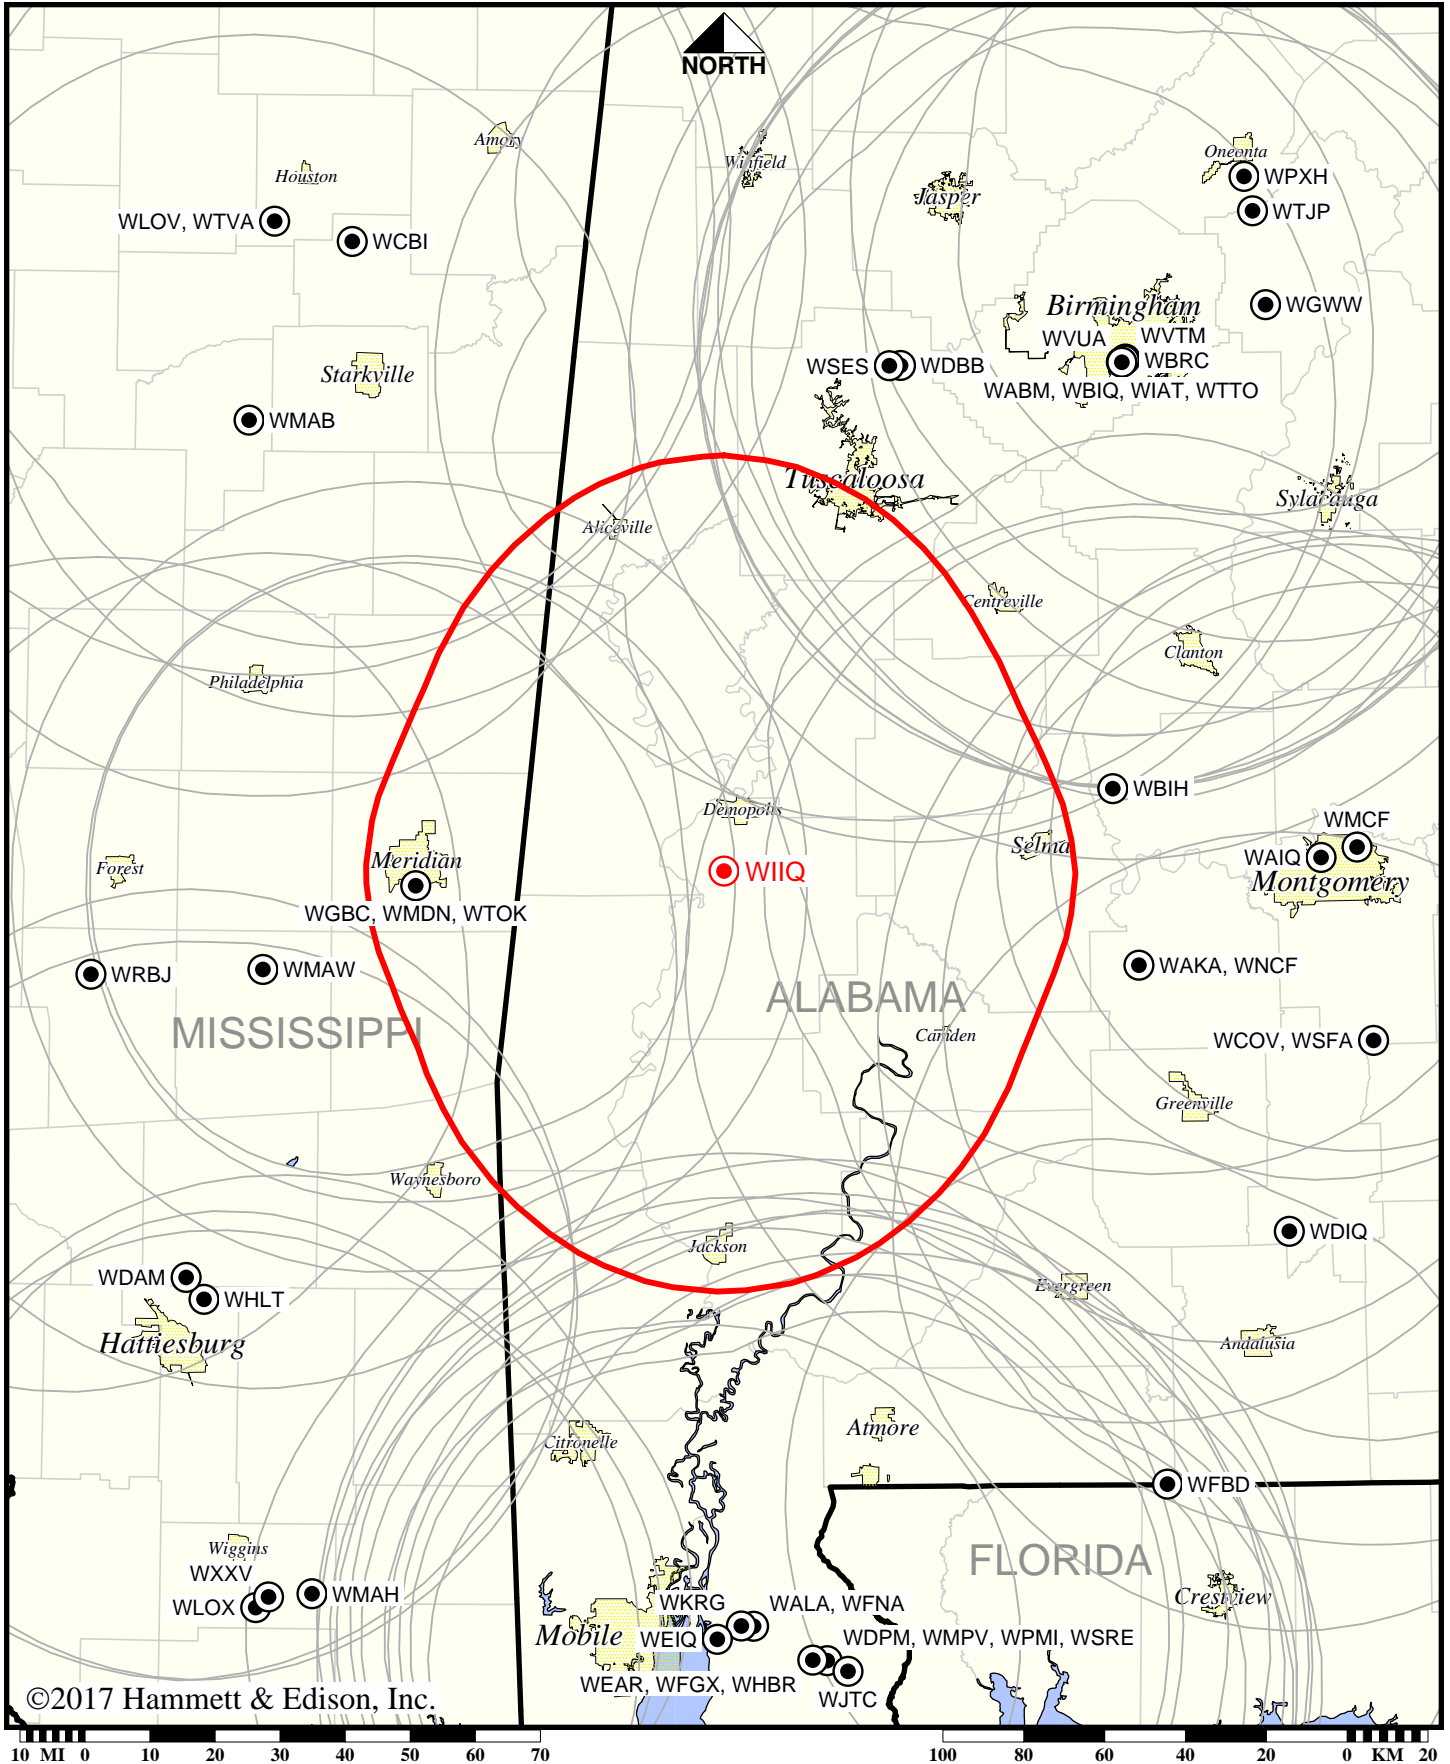 NORTH
Amory
Winfield
Oneonta
Houston
WPXH
Jasper
WLOV, WTVA
WTJP
WCBI
Birmingham
WGWW
WVUA
WVTM
WSES
WDBB
WBRC
Starkville
WABM, WBIQ, WIAT, WTTO
WMAB
Tuscaloosa
Sylacauga
Aliceville
Centreville
Clanton
Philadelphia
WBIH
Demopolis
WMCF
Selma
Meridian
WAIQ
Forest
WIIQ
Montgomery
WGBC, WMDN, WTOK
WRBJ
WMAW
WAKA, WNCF
ALABAMA
MISSISSIPPI
Camden
WCOV, WSFA
Greenville
Waynesboro
WDIQ
Jackson
WDAM
WHLT
Evergreen
Hattiesburg
Andalusia
Atmore
Citronelle
WFBD
Wiggins
FLORIDA
WXXV
WMAH
Crestview
WLOX
WKRG
WALA, WFNA
Mobile
WEIQ
WDPM, WMPV, WPMI, WSRE
WEAR, WFGX, WHBR
WJTC
©2017 Hammett & Edison, Inc.
10 MI 0 10 20 30 40 50 60 70
100 80 60 40 20 0 KM 20